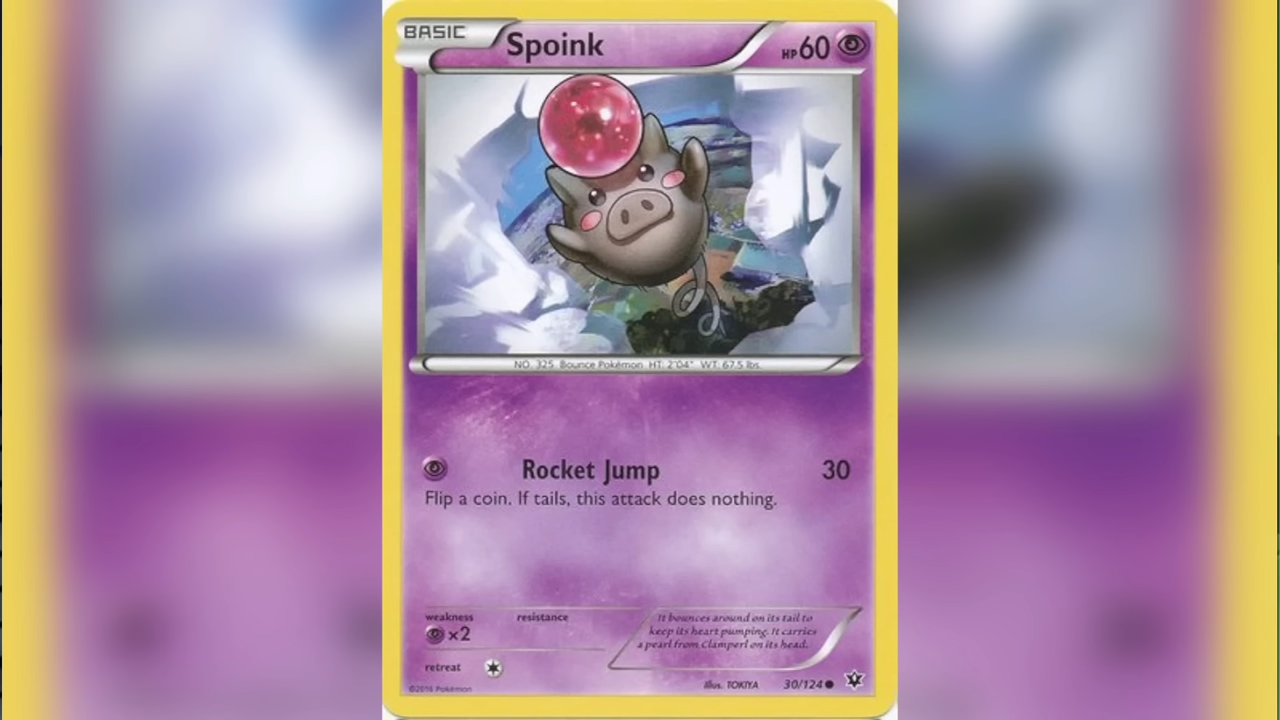 BASIC
Spoink
HP60
NO. 325 Bounce Pokémon HT: 2'04" WT: 67.5 lbs.
Rocket Jump 30
Flip a coin. If tails, this attack does nothing.
weakness resistance
×2
retreat
It bounces around on its tail to
keep its heart pumping. It carries
a pearl from Clamperl on its head.
©2016 Pokémon
Illus. TOKIYA 30/124